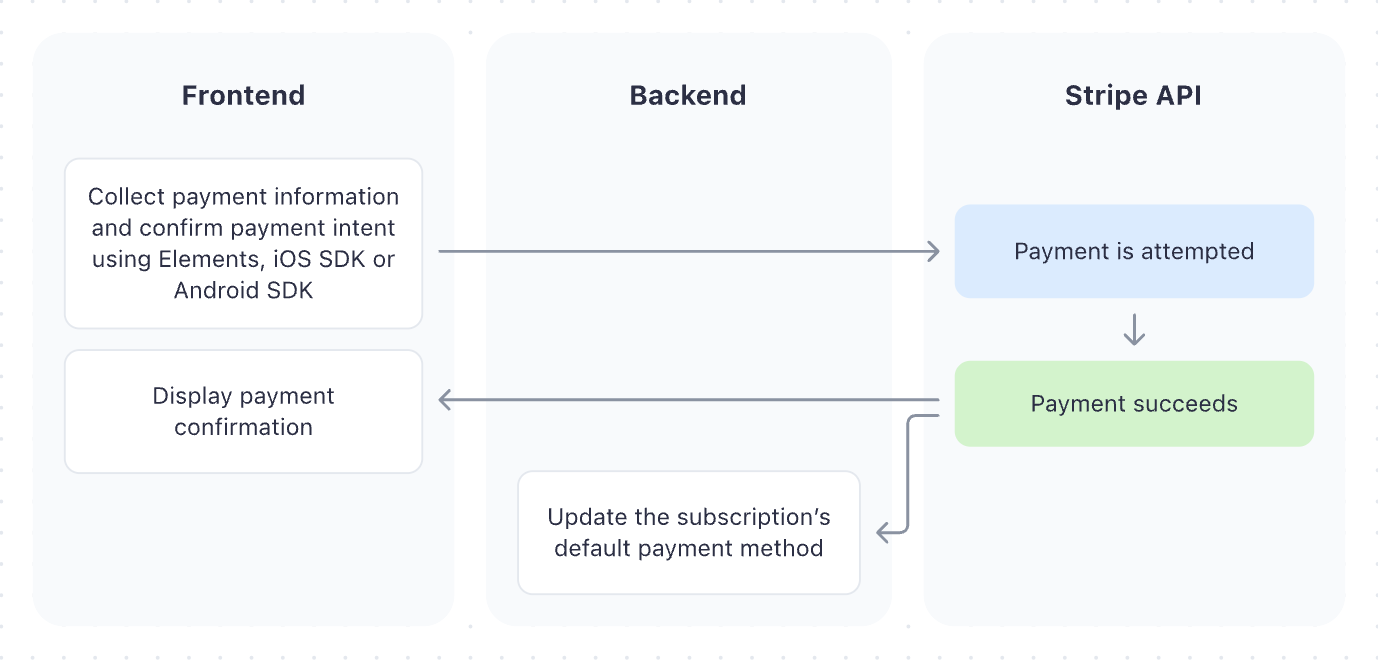 Frontend
Backend
Stripe API
Collect payment information
and confirm payment intent
using Elements, iOS SDK or
Android SDK
Payment is attempted
Display payment
confirmation
Payment succeeds
Update the subscription’s
default payment method